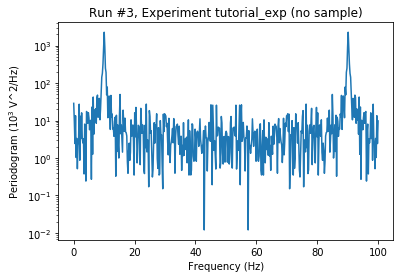 Run #3, Experiment tutorial_exp (no sample)
Periodogram (10³ V^2/Hz)
10³
10²
10¹
10⁰
10⁻¹
10⁻²
0 20 40 60 80 100
Frequency (Hz)